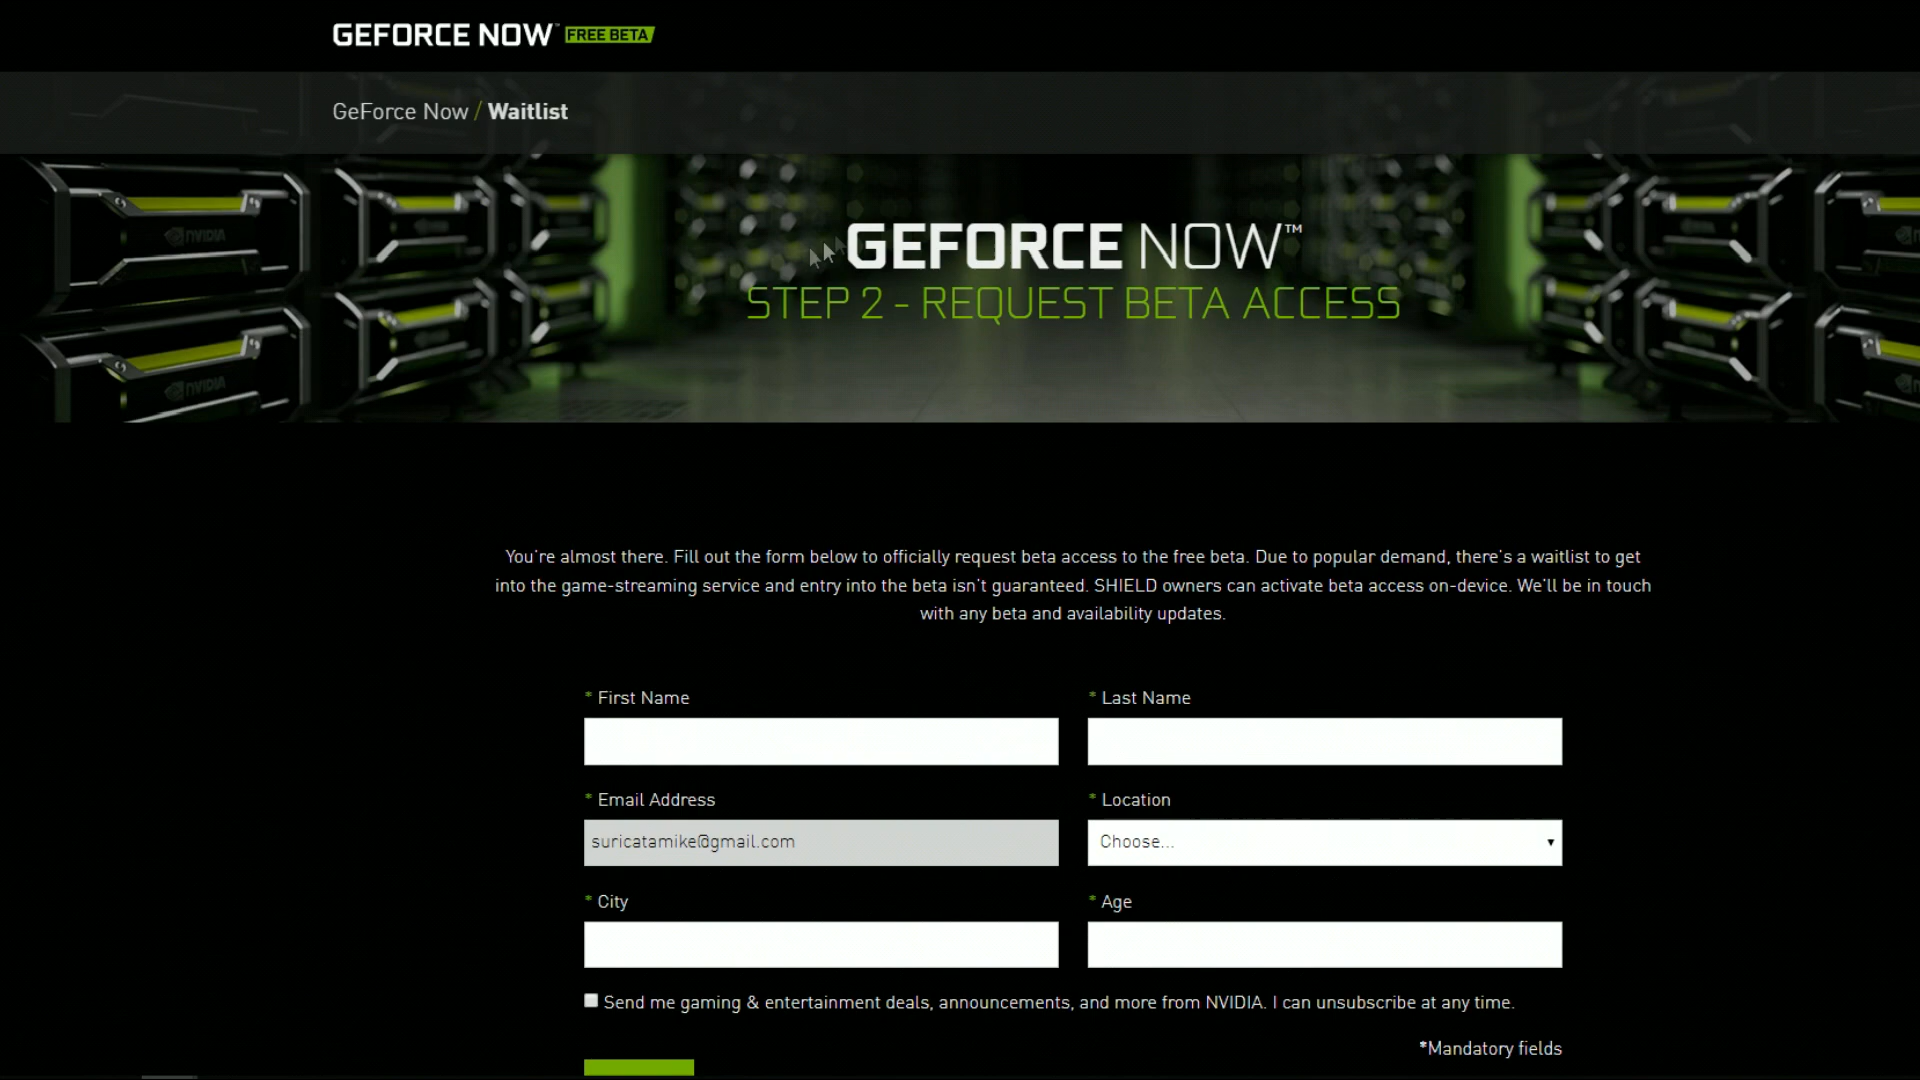 GEFORCE NOW™ FREE BETA
GeForce Now / Waitlist
NVIDIA
NVIDIA
GEFORCE NOW™
STEP 2 - REQUEST BETA ACCESS
You're almost there. Fill out the form below to officially request beta access to the free beta. Due to popular demand, there's a waitlist to get
into the game-streaming service and entry into the beta isn't guaranteed. SHIELD owners can activate beta access on-device. We'll be in touch
with any beta and availability updates.
* First Name
* Last Name
* Email Address
* Location
suricatamike@gmail.com
Choose...
* City
* Age
Send me gaming & entertainment deals, announcements, and more from NVIDIA. I can unsubscribe at any time.
*Mandatory fields